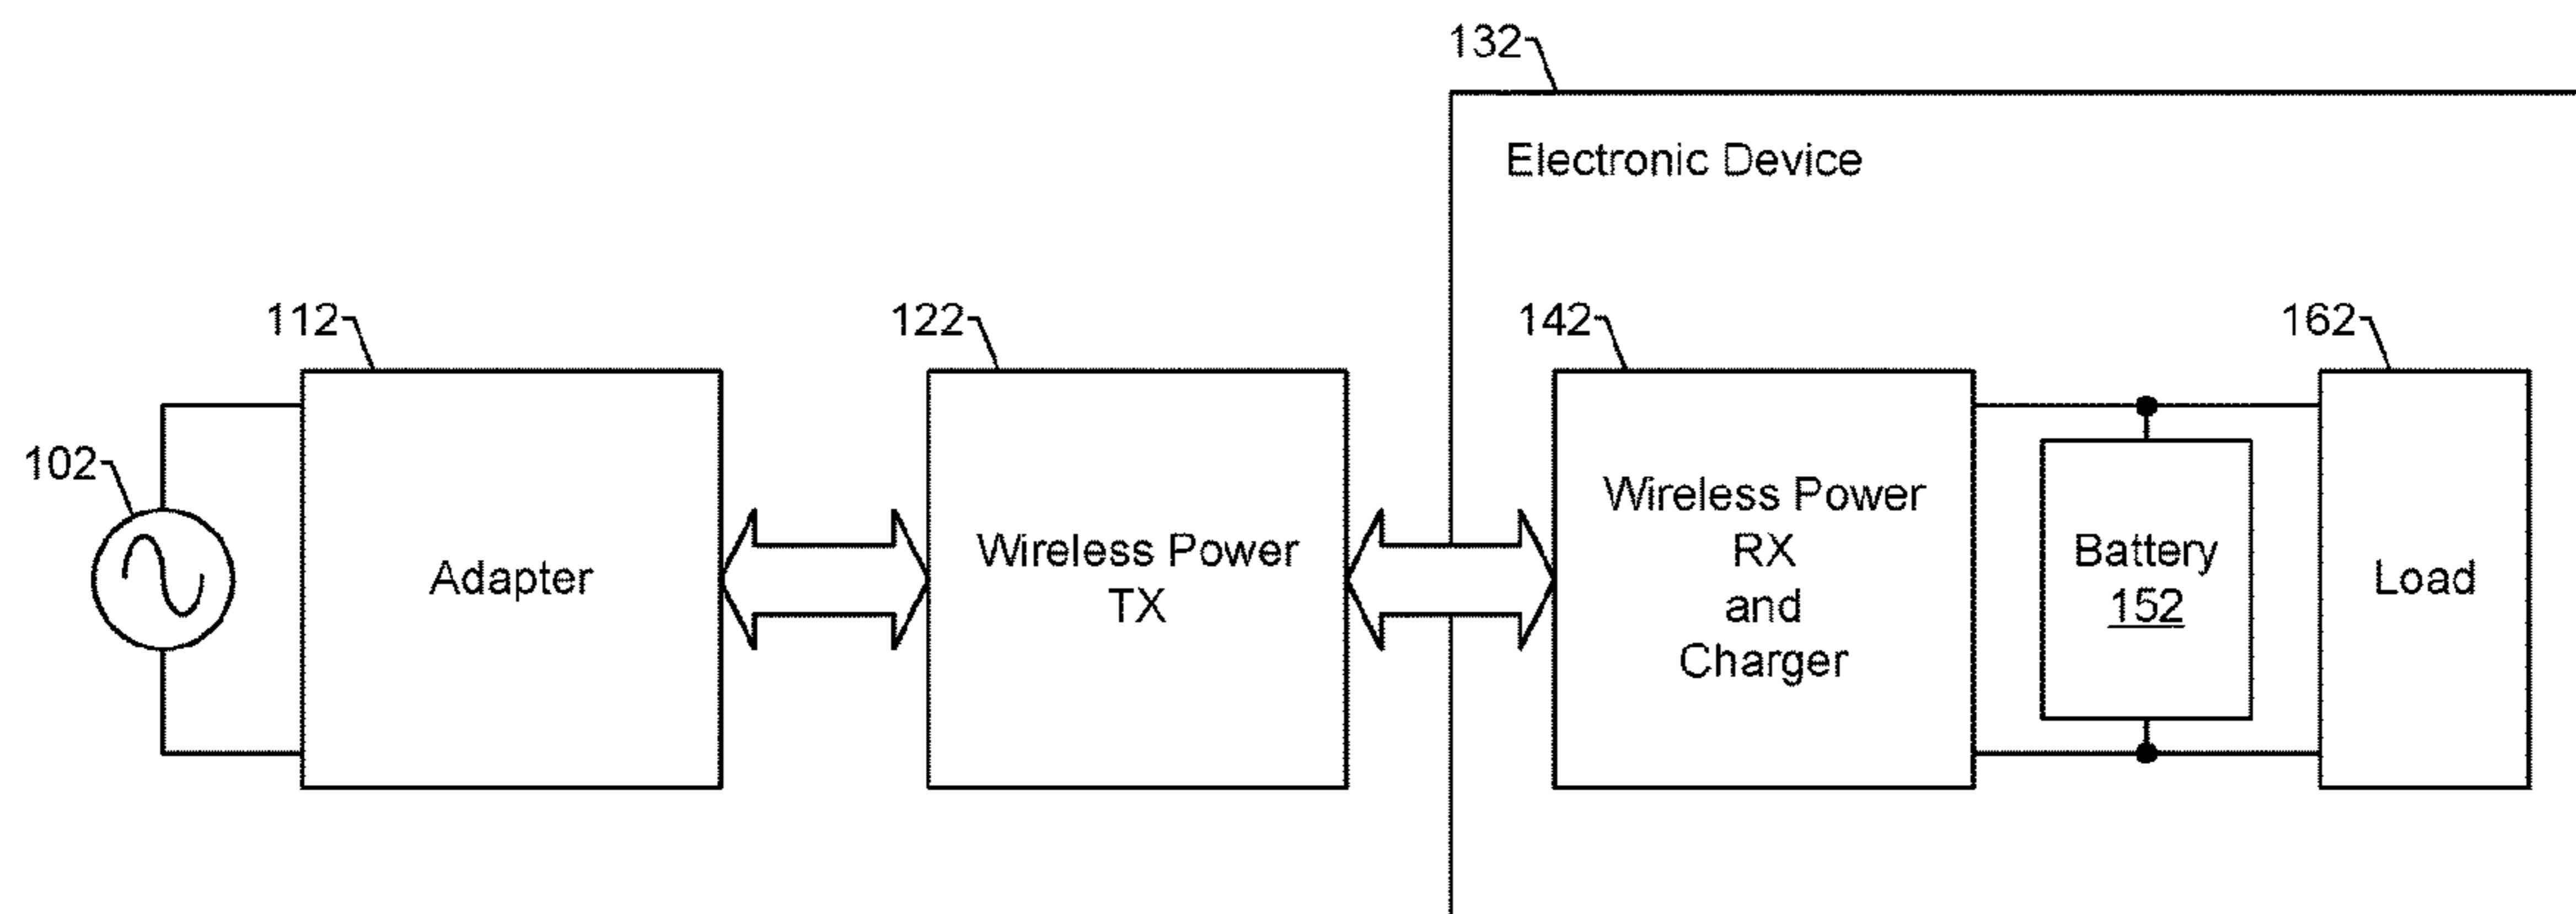 132
Electronic Device
112
122
142
162
102
Adapter
Wireless Power
TX
Wireless Power
RX
and
Charger
Battery
152
Load